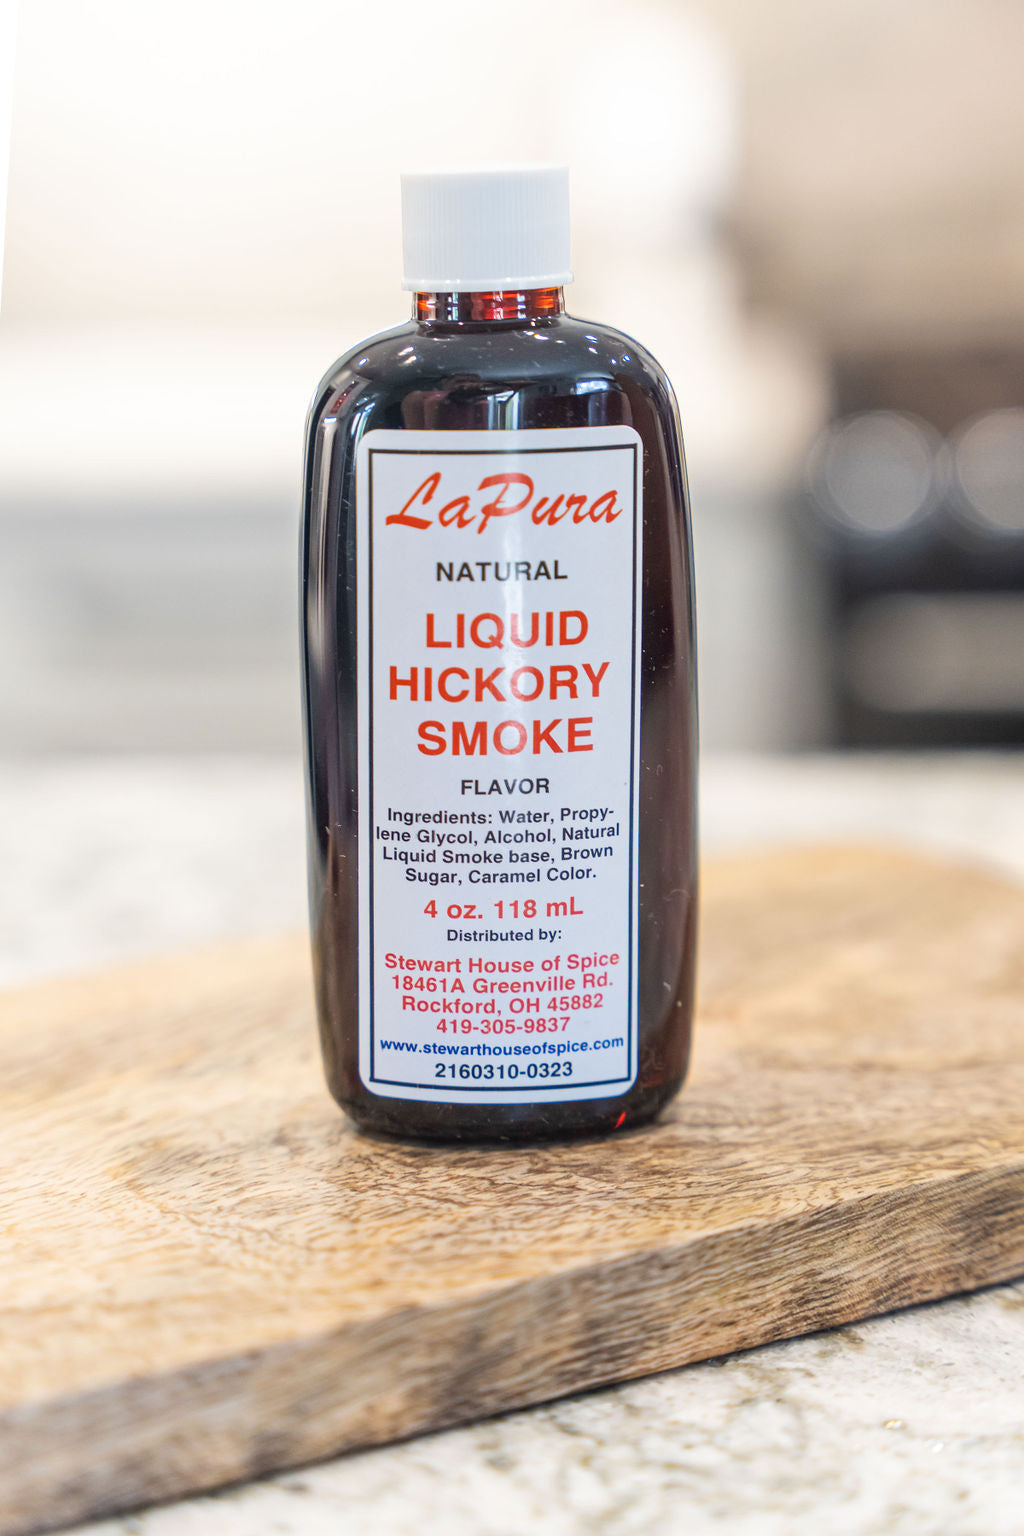 LaPura
NATURAL
LIQUID
HICKORY
SMOKE
FLAVOR
Ingredients: Water, Propy-
lene Glycol, Alcohol, Natural
Liquid Smoke base, Brown
Sugar, Caramel Color.
4 oz. 118 mL
Distributed by:
Stewart House of Spice
18461A Greenville Rd.
Rockford, OH 45882
419-305-9837
www.stewarthouseofspice.com
2160310-0323